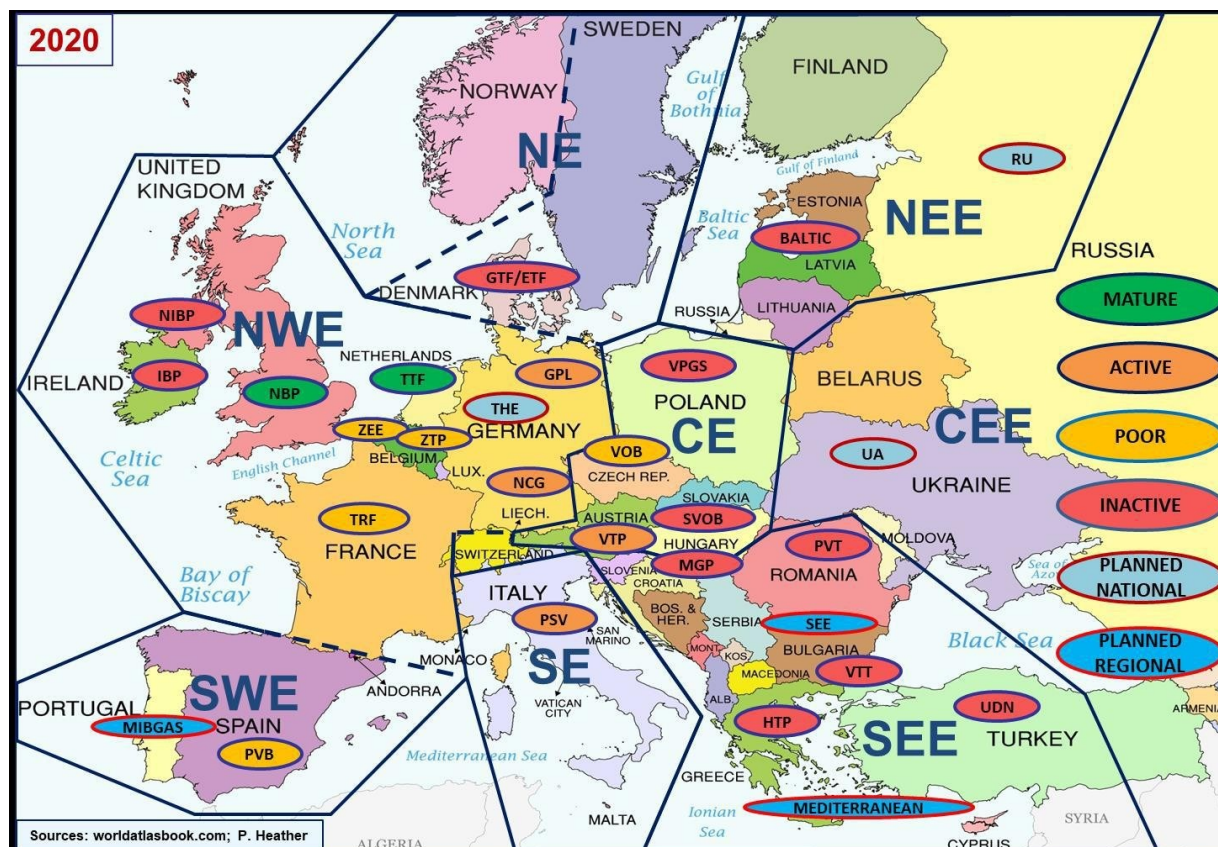 2020
SWEDEN
FINLAND
NORWAY
Gulf
of
Bothnia
NE
RU
Gulf of Finland
UNITED
KINGDOM
ESTONIA
NEE
North
Sea
Baltic
Sea
BALTIC
LATVIA
RUSSIA
GTF/ETF
DENMARK
MATURE
LITHUANIA
NIBP
RUSSIA
NWE
NETHERLANDS
ACTIVE
IRELAND
IBP
NBP
TTF
GPL
VPGS
BELARUS
THE
POLAND
ZEE
ZTP
GERMANY
CE
CEE
POOR
BELGIUM
VOB
UA
Celtic
Sea
English Channel
LUX.
CZECH REP.
UKRAINE
NCG
SLOVAKIA
INACTIVE
LIECH.
AUSTRIA
SVOB
TRF
FRANCE
VTP
HUNGARY
MOLDOVA
SWITZERLAND
PVT
MGP
SLOVENIA
CROATIA
ROMANIA
Sea of
Azov
PLANNED
NATIONAL
Bay of
Biscay
ITALY
BOS. &
HER.
SERBIA
PSV
SAN
MARINO
SEE
Black Sea
PLANNED
REGIONAL
MONACO
MONT.
KOS.
BULGARIA
SE
ANDORRA
MACEDONIA
VTT
SWE
VATICAN
CITY
ALB.
PORTUGAL
MIBGAS
SPAIN
HTP
UDN
ARMENIA
PVB
Mediterranean Sea
SEE
TURKEY
GREECE
Ionian
Sea
MEDITERRANEAN
MALTA
SYRIA
Sources: worldatlasbook.com; P. Heather
ALGERIA
CYPRUS